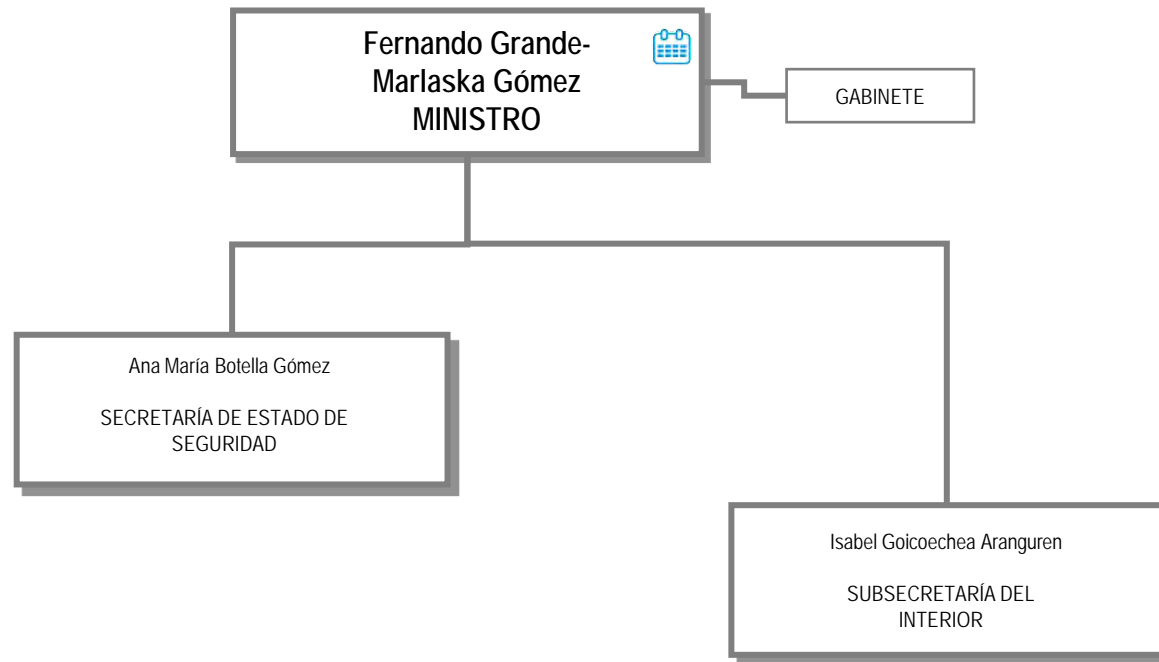 Fernando Grande-
Marlaska Gómez
MINISTRO
GABINETE
Ana María Botella Gómez
SECRETARÍA DE ESTADO DE
SEGURIDAD
Isabel Goicoechea Aranguren
SUBSECRETARÍA DEL
INTERIOR